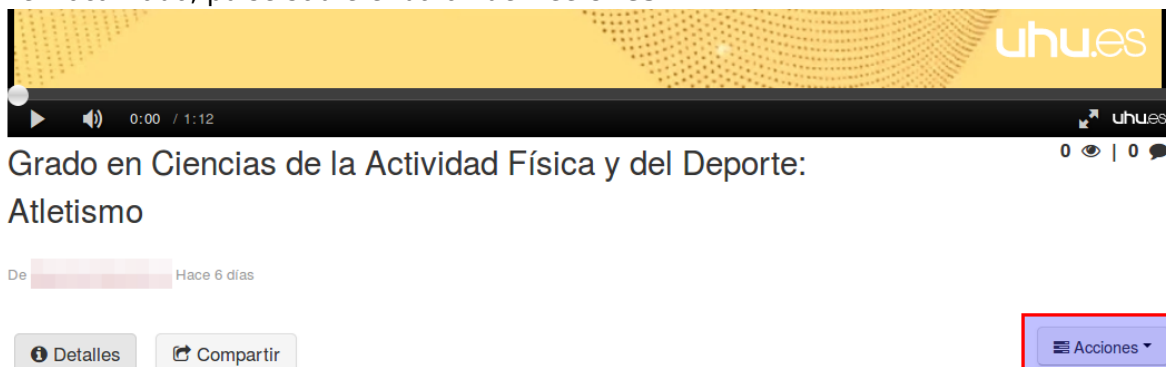 uhu.es
0:00 / 1:12
uhu.es
Grado en Ciencias de la Actividad Física y del Deporte:
Atletismo
0 | 0
De
Hace 6 días
Detalles
Compartir
Acciones